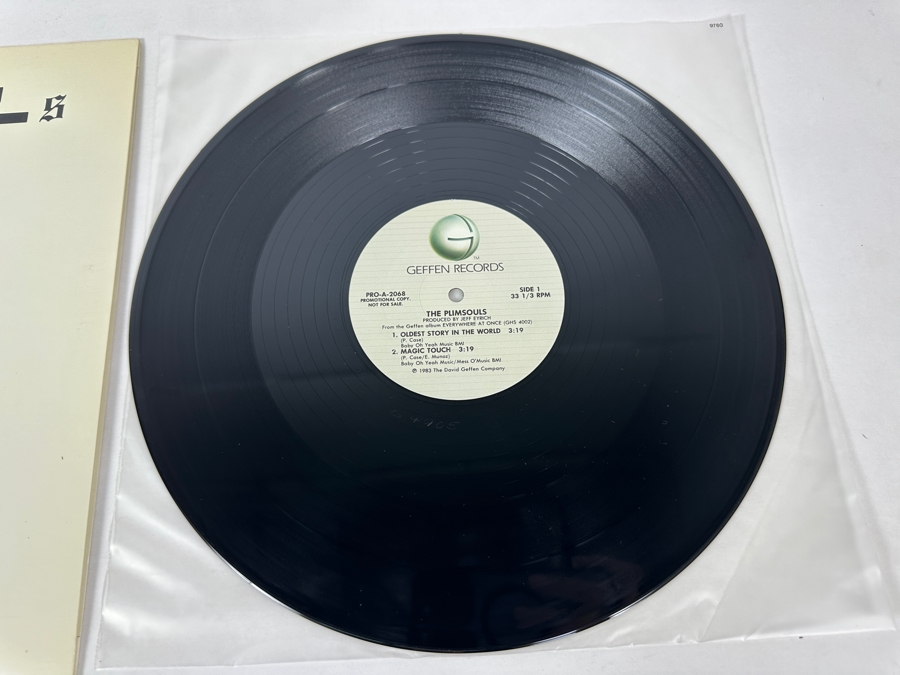 9780
L s
G
TM
GEFFEN RECORDS
PRO-A-2068
PROMOTIONAL COPY.
NOT FOR SALE.
SIDE 1
33 1/3 RPM
THE PLIMSOULS
PRODUCED BY JEFF EYRICH
From the Geffen album EVERYWHERE AT ONCE (GHS 4002)
1. OLDEST STORY IN THE WORLD 3:19
(P. Case)
Baby Oh Yeah Music BMI
2. MAGIC TOUCH 3:19
(P. Case/E. Munoz)
Baby Oh Yeah Music/Mess O'Music BMI
℗ 1983 The David Geffen Company